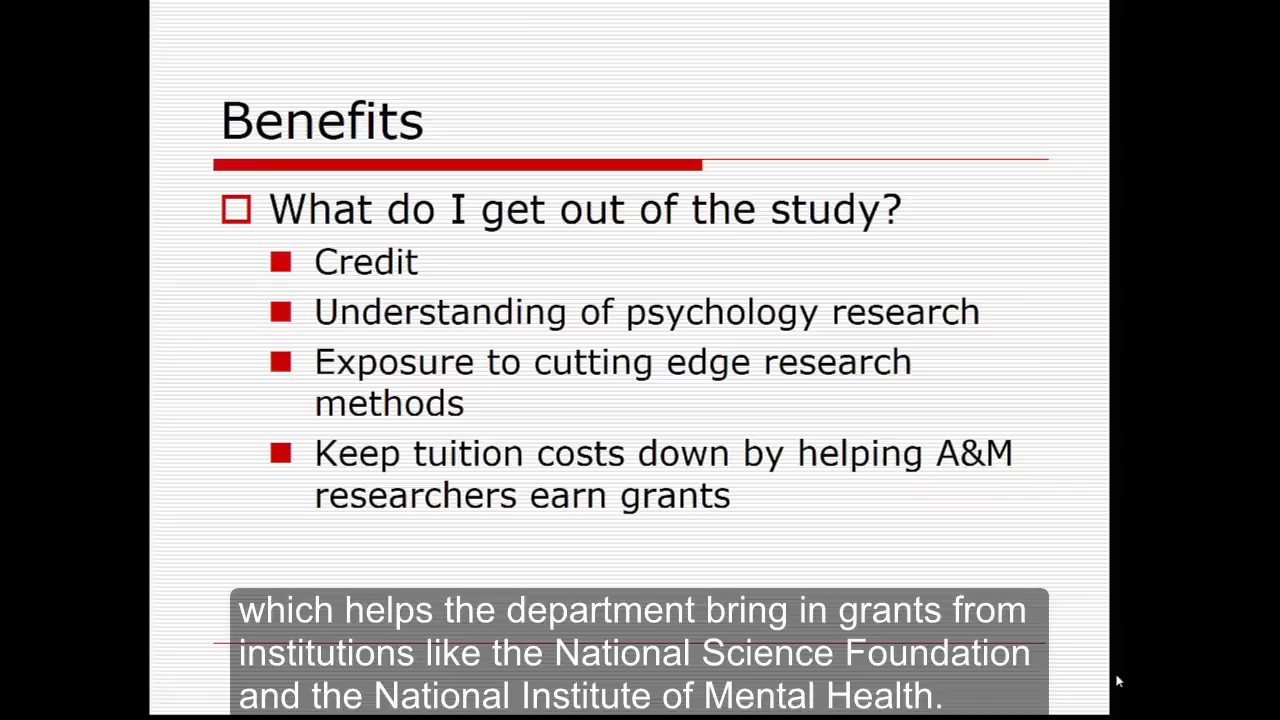 Benefits
What do I get out of the study?
Credit
Understanding of psychology research
Exposure to cutting edge research
methods
Keep tuition costs down by helping A&M
researchers earn grants
which helps the department bring in grants from
institutions like the National Science Foundation
and the National Institute of Mental Health.